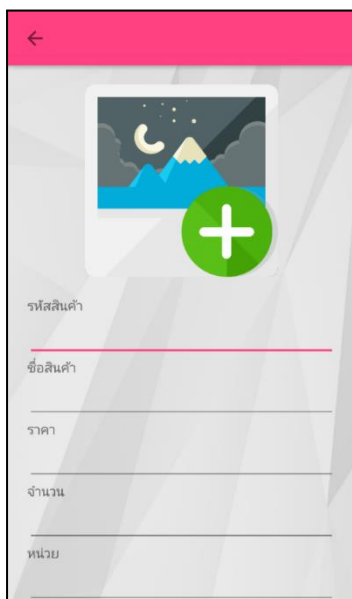 รหัสสินค้า
ชื่อสินค้า
ราคา
จำนวน
หน่วย